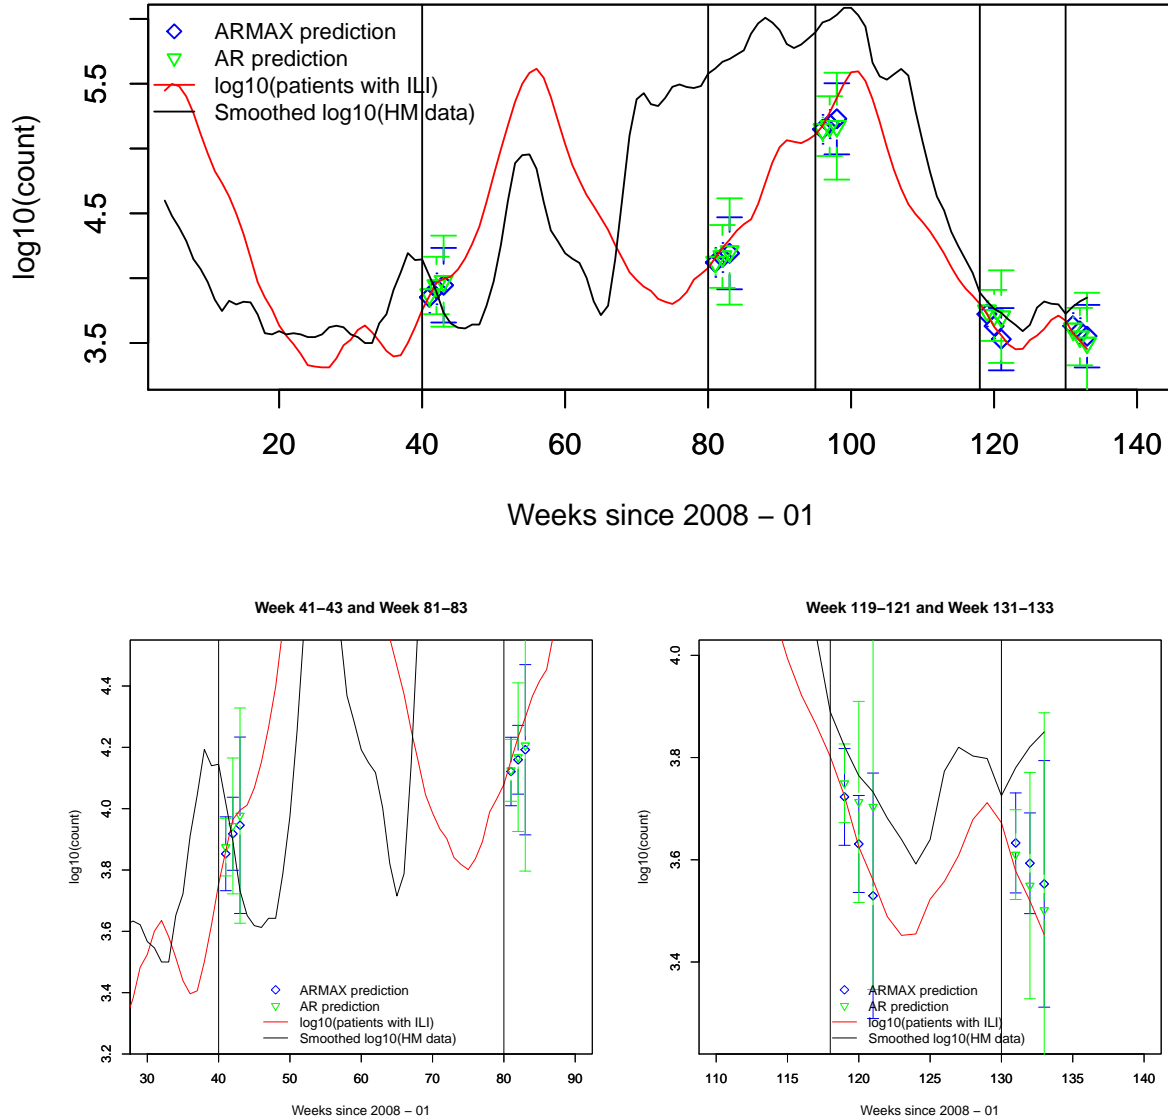 ARMAX prediction
AR prediction
log10(patients with ILI)
Smoothed log10(HM data)
log10(count)
5.5
4.5
3.5
20 40 60 80 100 120 140
Weeks since 2008 − 01
Week 41−43 and Week 81−83
log10(count)
4.4
4.2
4.0
3.8
3.6
3.4
3.2
ARMAX prediction
AR prediction
log10(patients with ILI)
Smoothed log10(HM data)
30 40 50 60 70 80 90
Weeks since 2008 − 01
Week 119−121 and Week 131−133
log10(count)
4.0
3.8
3.6
3.4
ARMAX prediction
AR prediction
log10(patients with ILI)
Smoothed log10(HM data)
110 115 120 125 130 135 140
Weeks since 2008 − 01